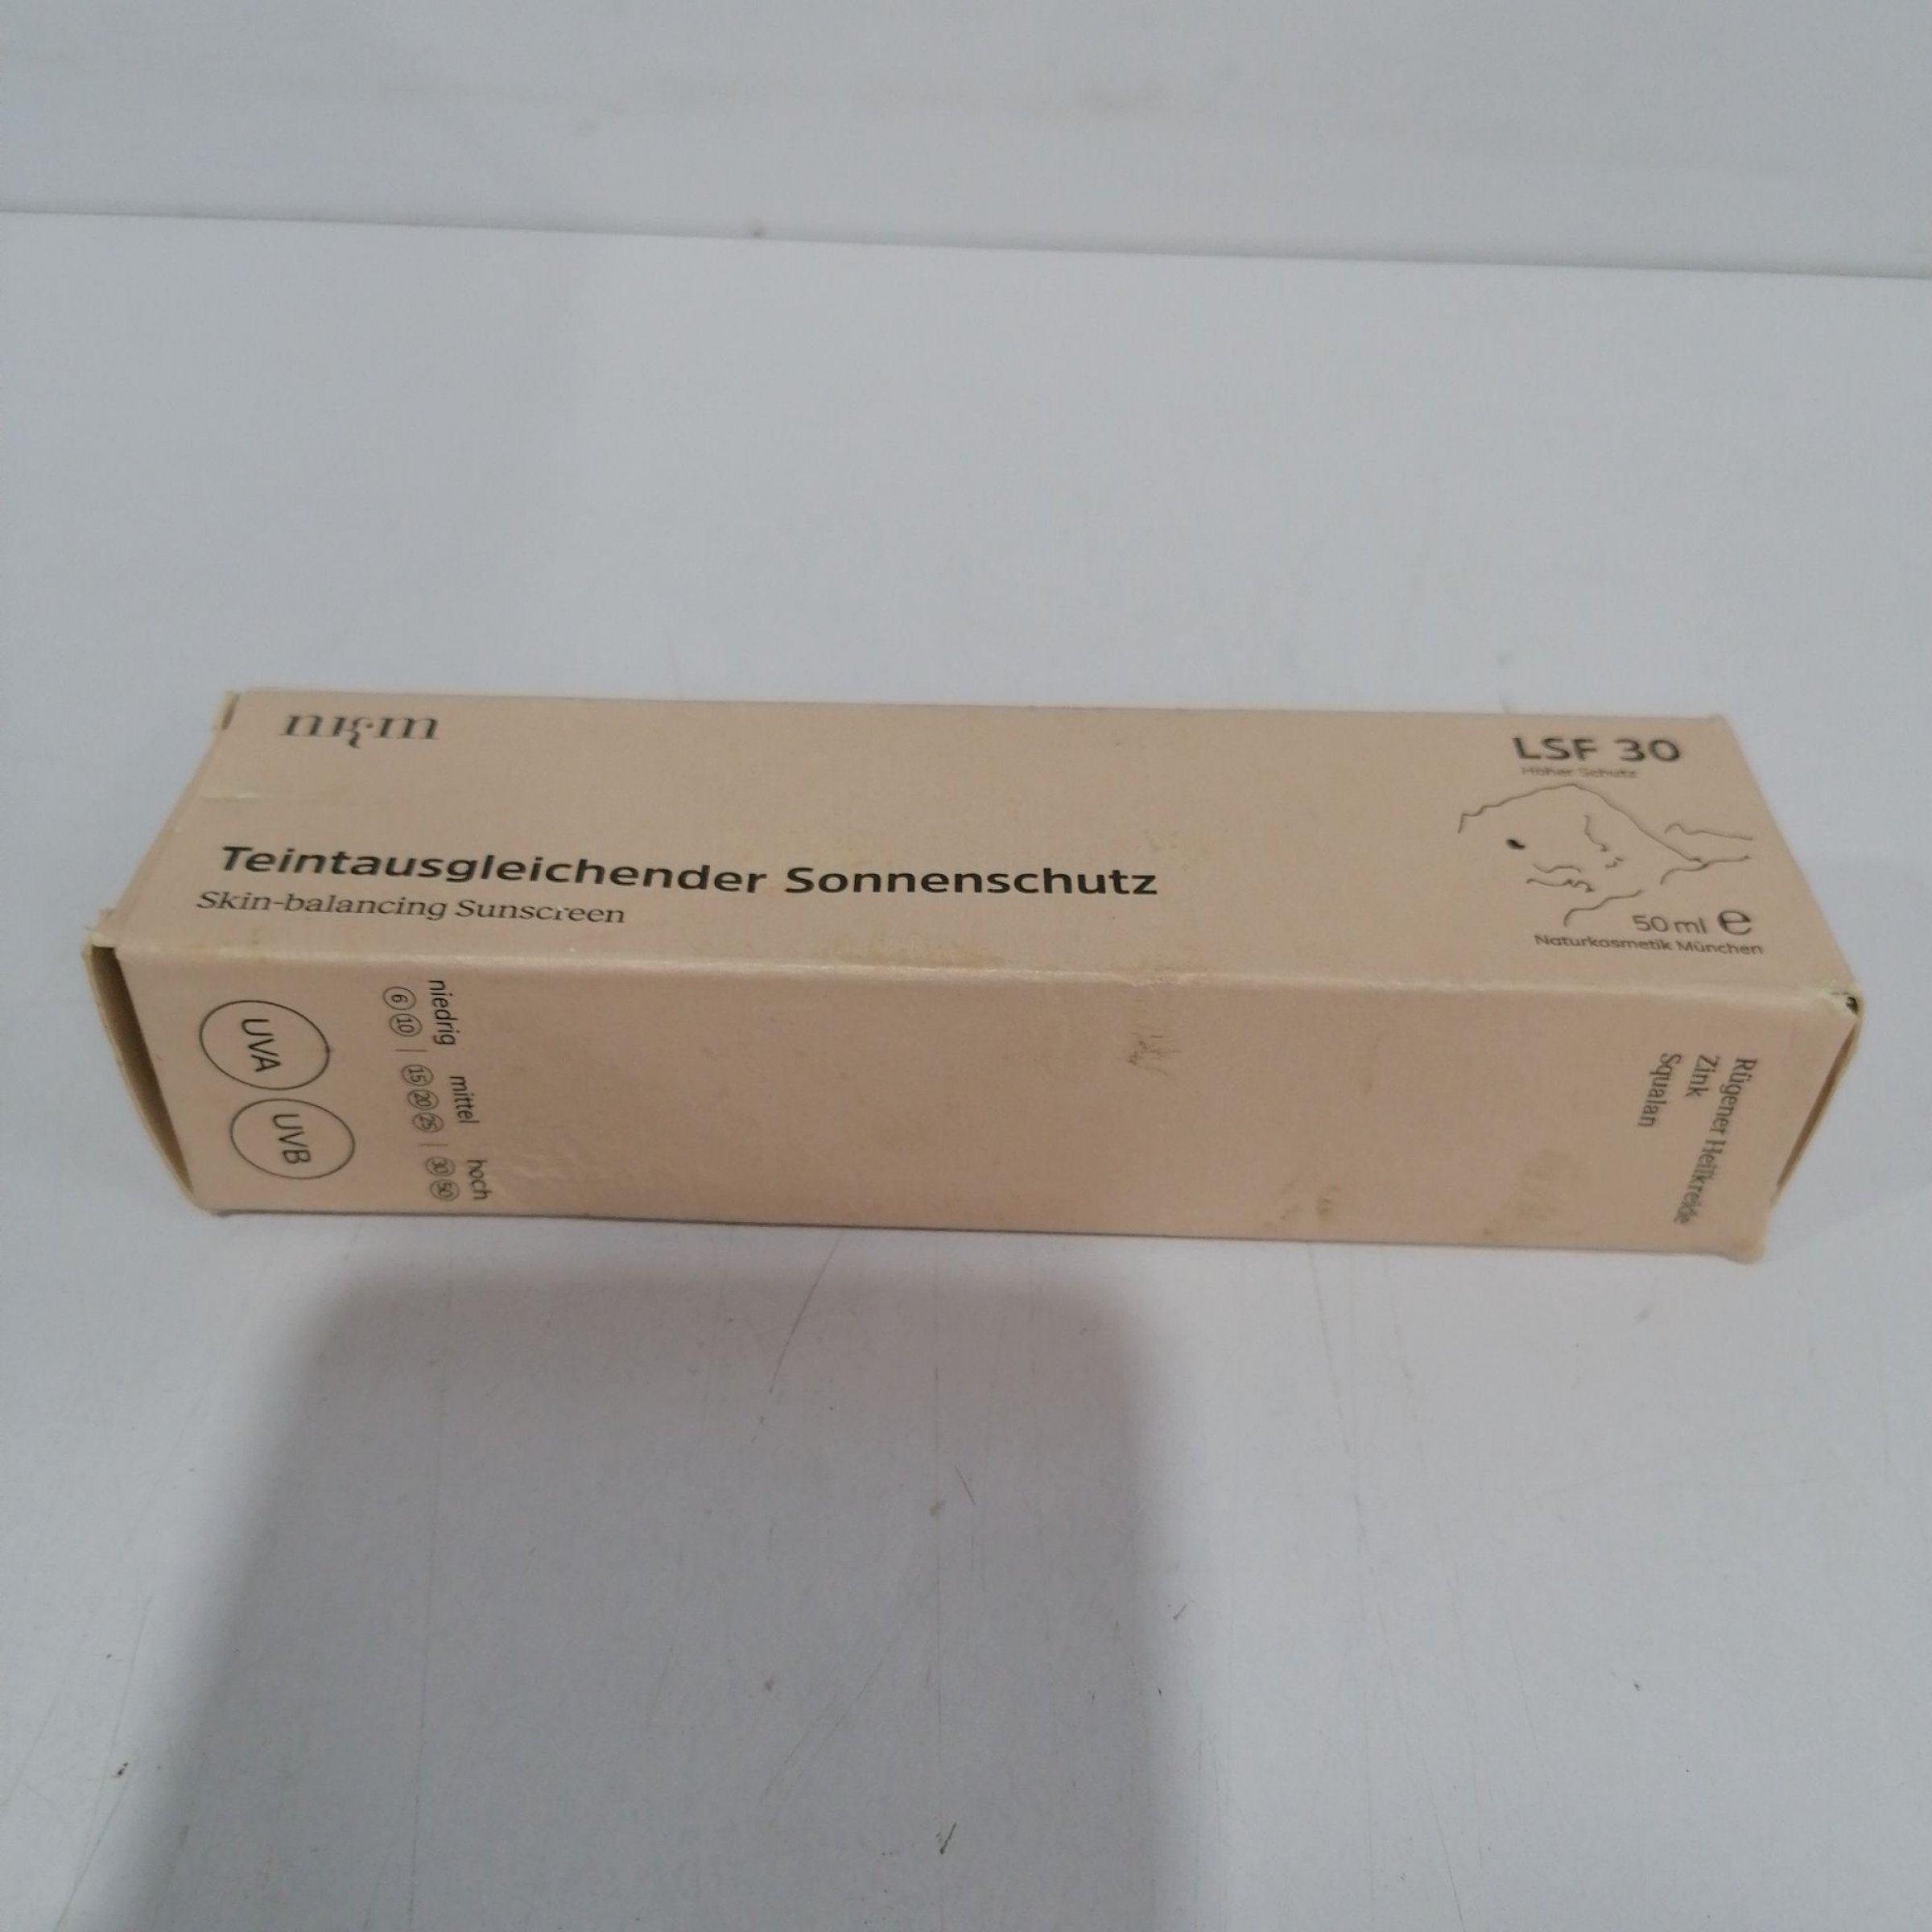 nkm
LSF 30
Hoher Schutz
Teintausgleichender Sonnenschutz
Skin-balancing Sunscreen
50 ml ℮
Naturkosmetik München
UVA
UVB
niedrig mittel hoch
6 10 | 15 20 25 | 30 50
Rügener Heilkreide
Zink
Squalan